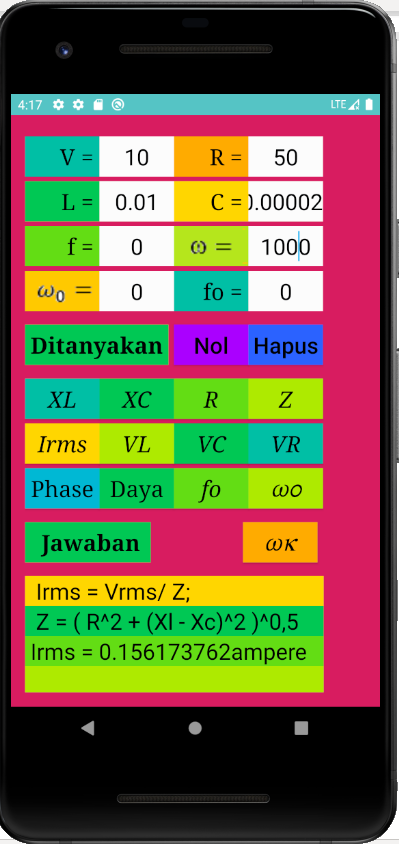 4:17 LTE
V = 10 R = 50
L = 0.01 C = 0.00002
f = 0 ω = 1000
ω₀ = 0 fo = 0
Ditanyakan Nol Hapus
XL XC R Z
Irms VL VC VR
Phase Daya fo ωo
Jawaban ωκ
Irms = Vrms/ Z;
Z = ( R^2 + (Xl - Xc)^2 )^0,5
Irms = 0.156173762ampere